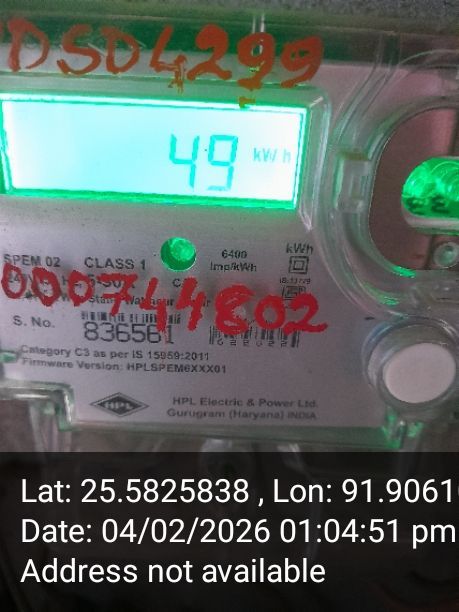 DSD4299
49 kWh
kWh
SPEM 02 CLASS 1
6400
Imp/kWh
000744802
S. No. 836561
Category C3 as per IS 15959:2011
Firmware Version: HPLSPEM6XXX01
HPL
HPL Electric & Power Ltd.
Gurugram (Haryana) INDIA
Lat: 25.5825838 , Lon: 91.9061
Date: 04/02/2026 01:04:51 pm
Address not available